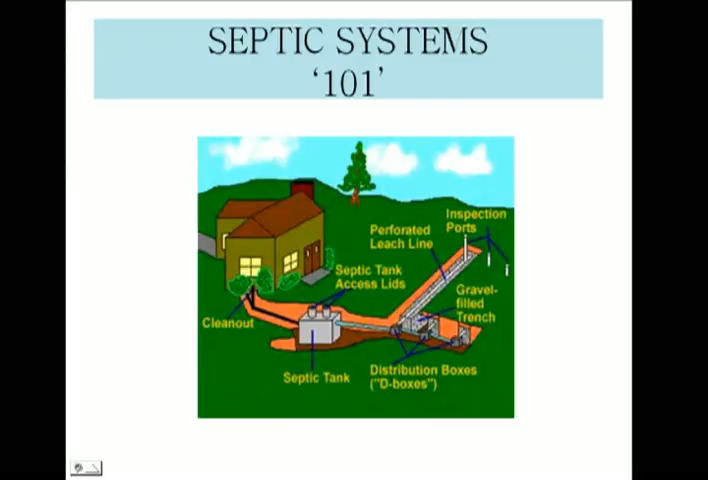 SEPTIC SYSTEMS
‘101’
Inspection
Ports
Perforated
Leach Line
Septic Tank
Access Lids
Gravel-
filled
Trench
Cleanout
Septic Tank
Distribution Boxes
("D-boxes")